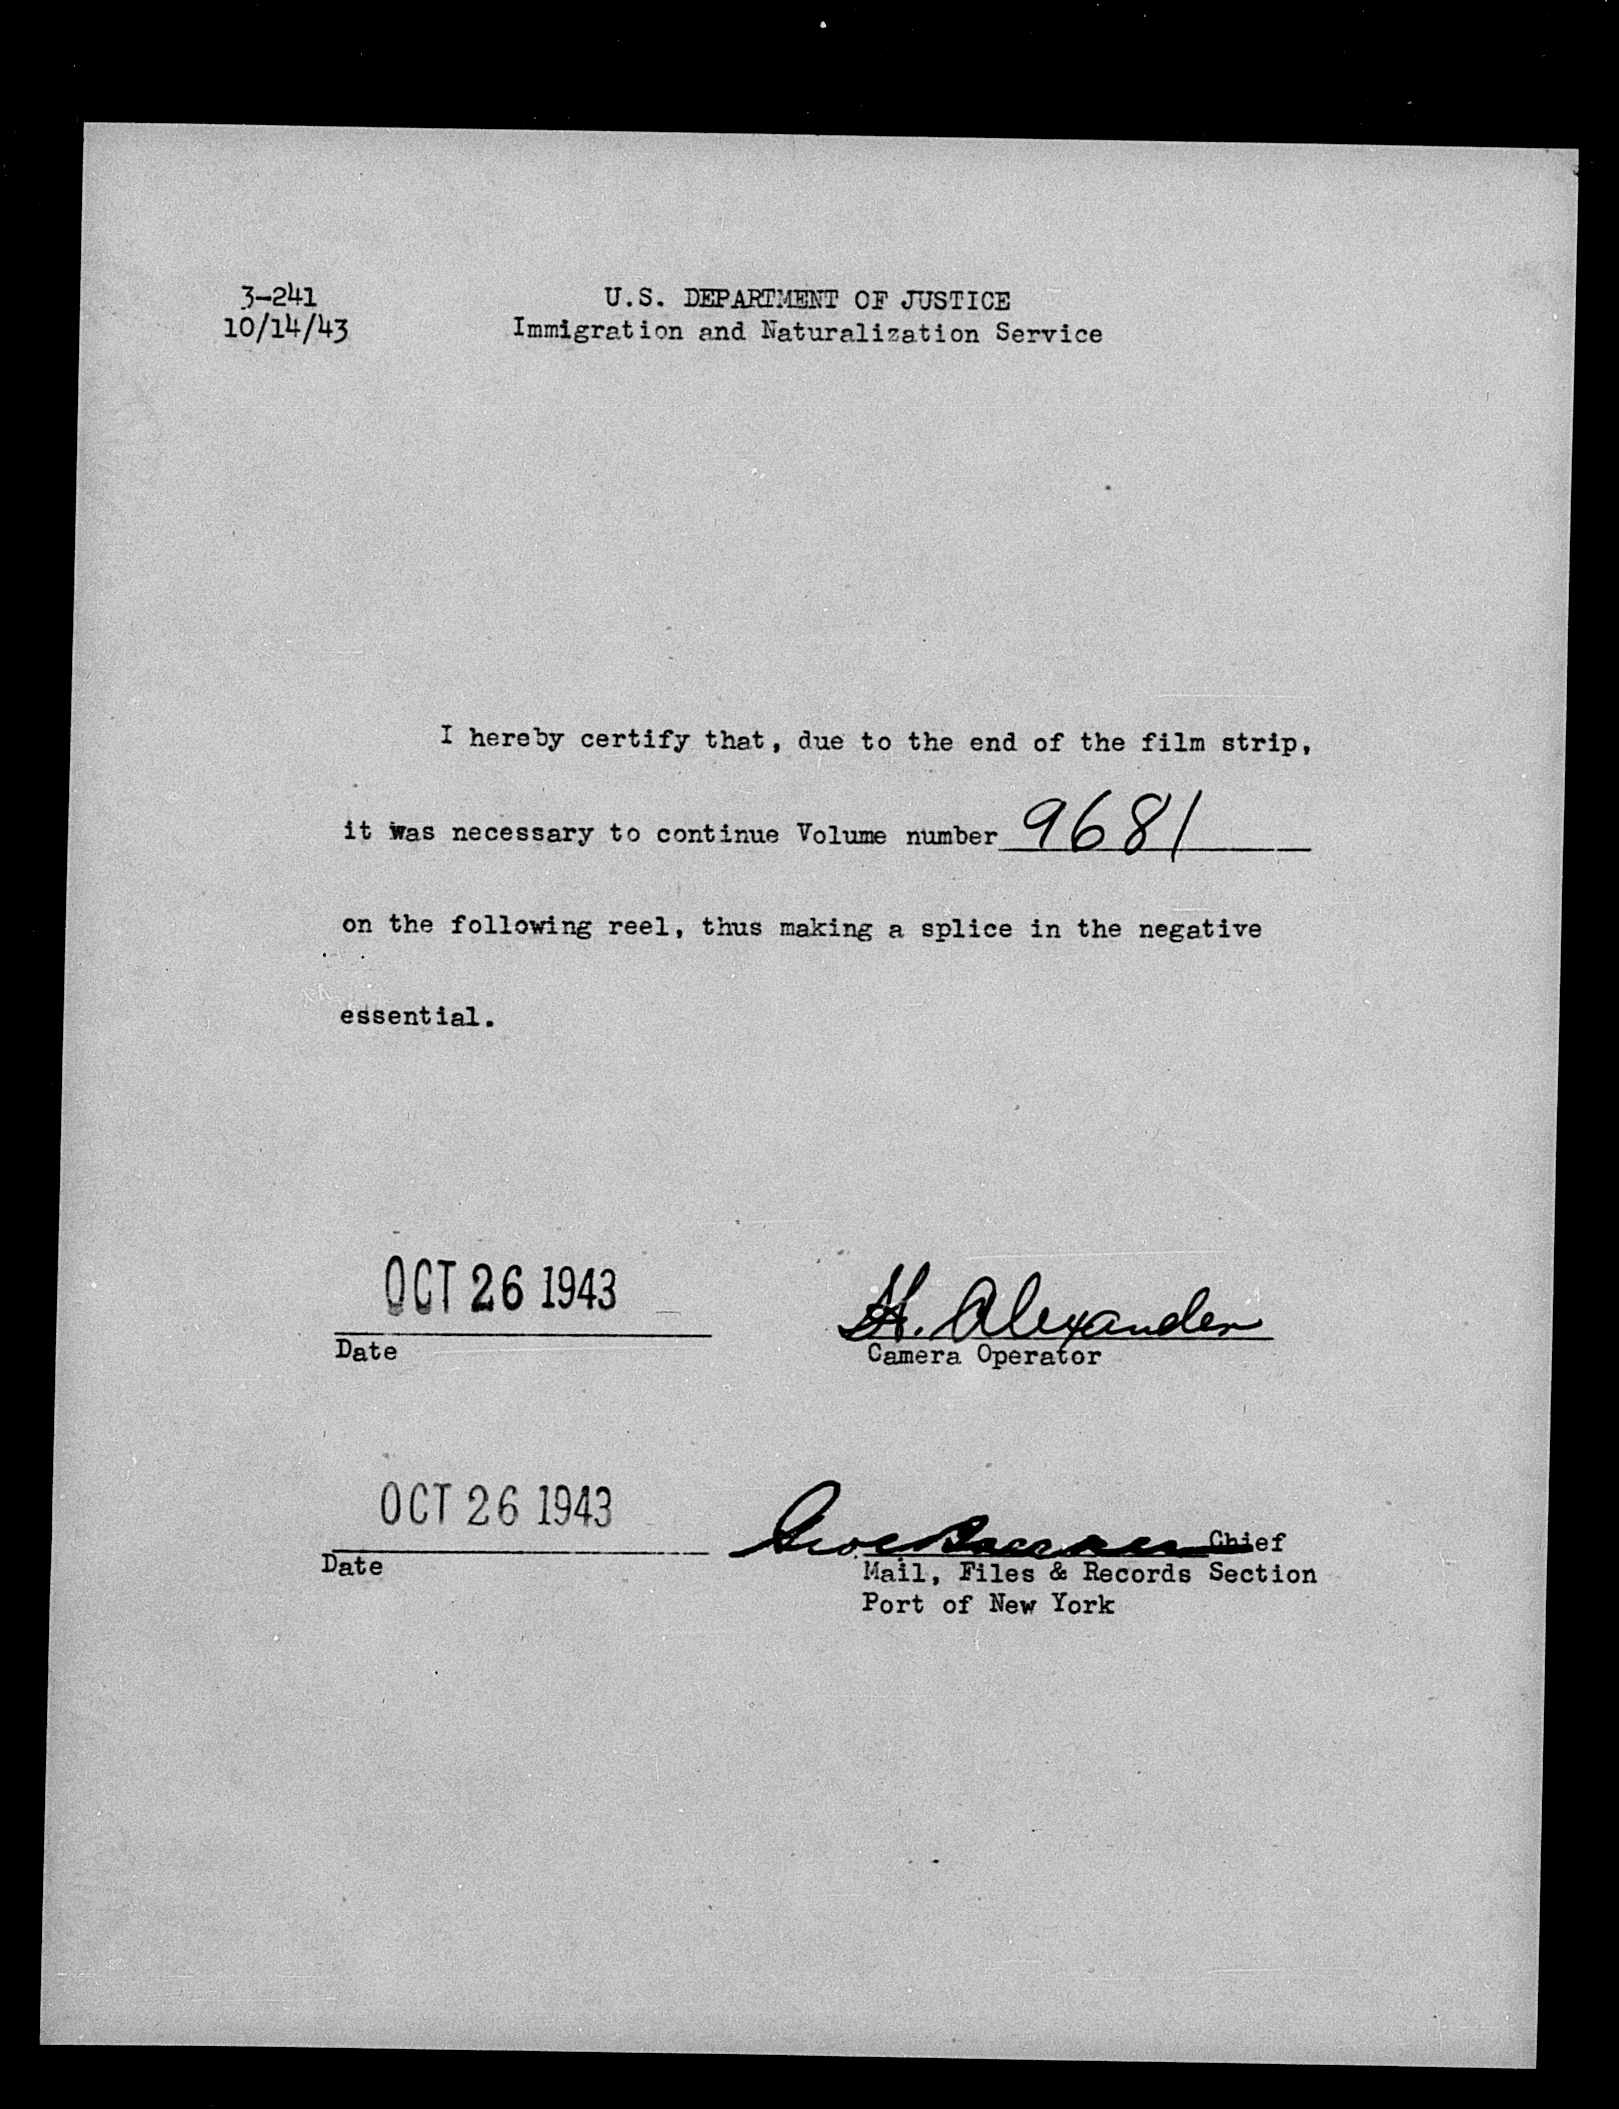 3-241
10/14/43
U.S. DEPARTMENT OF JUSTICE
Immigration and Naturalization Service
I hereby certify that, due to the end of the film strip,
it was necessary to continue Volume number 9681
on the following reel, thus making a splice in the negative
essential.
OCT 26 1943
Date
H. Alexander
Camera Operator
OCT 26 1943
Date
Chief
Mail, Files & Records Section
Port of New York